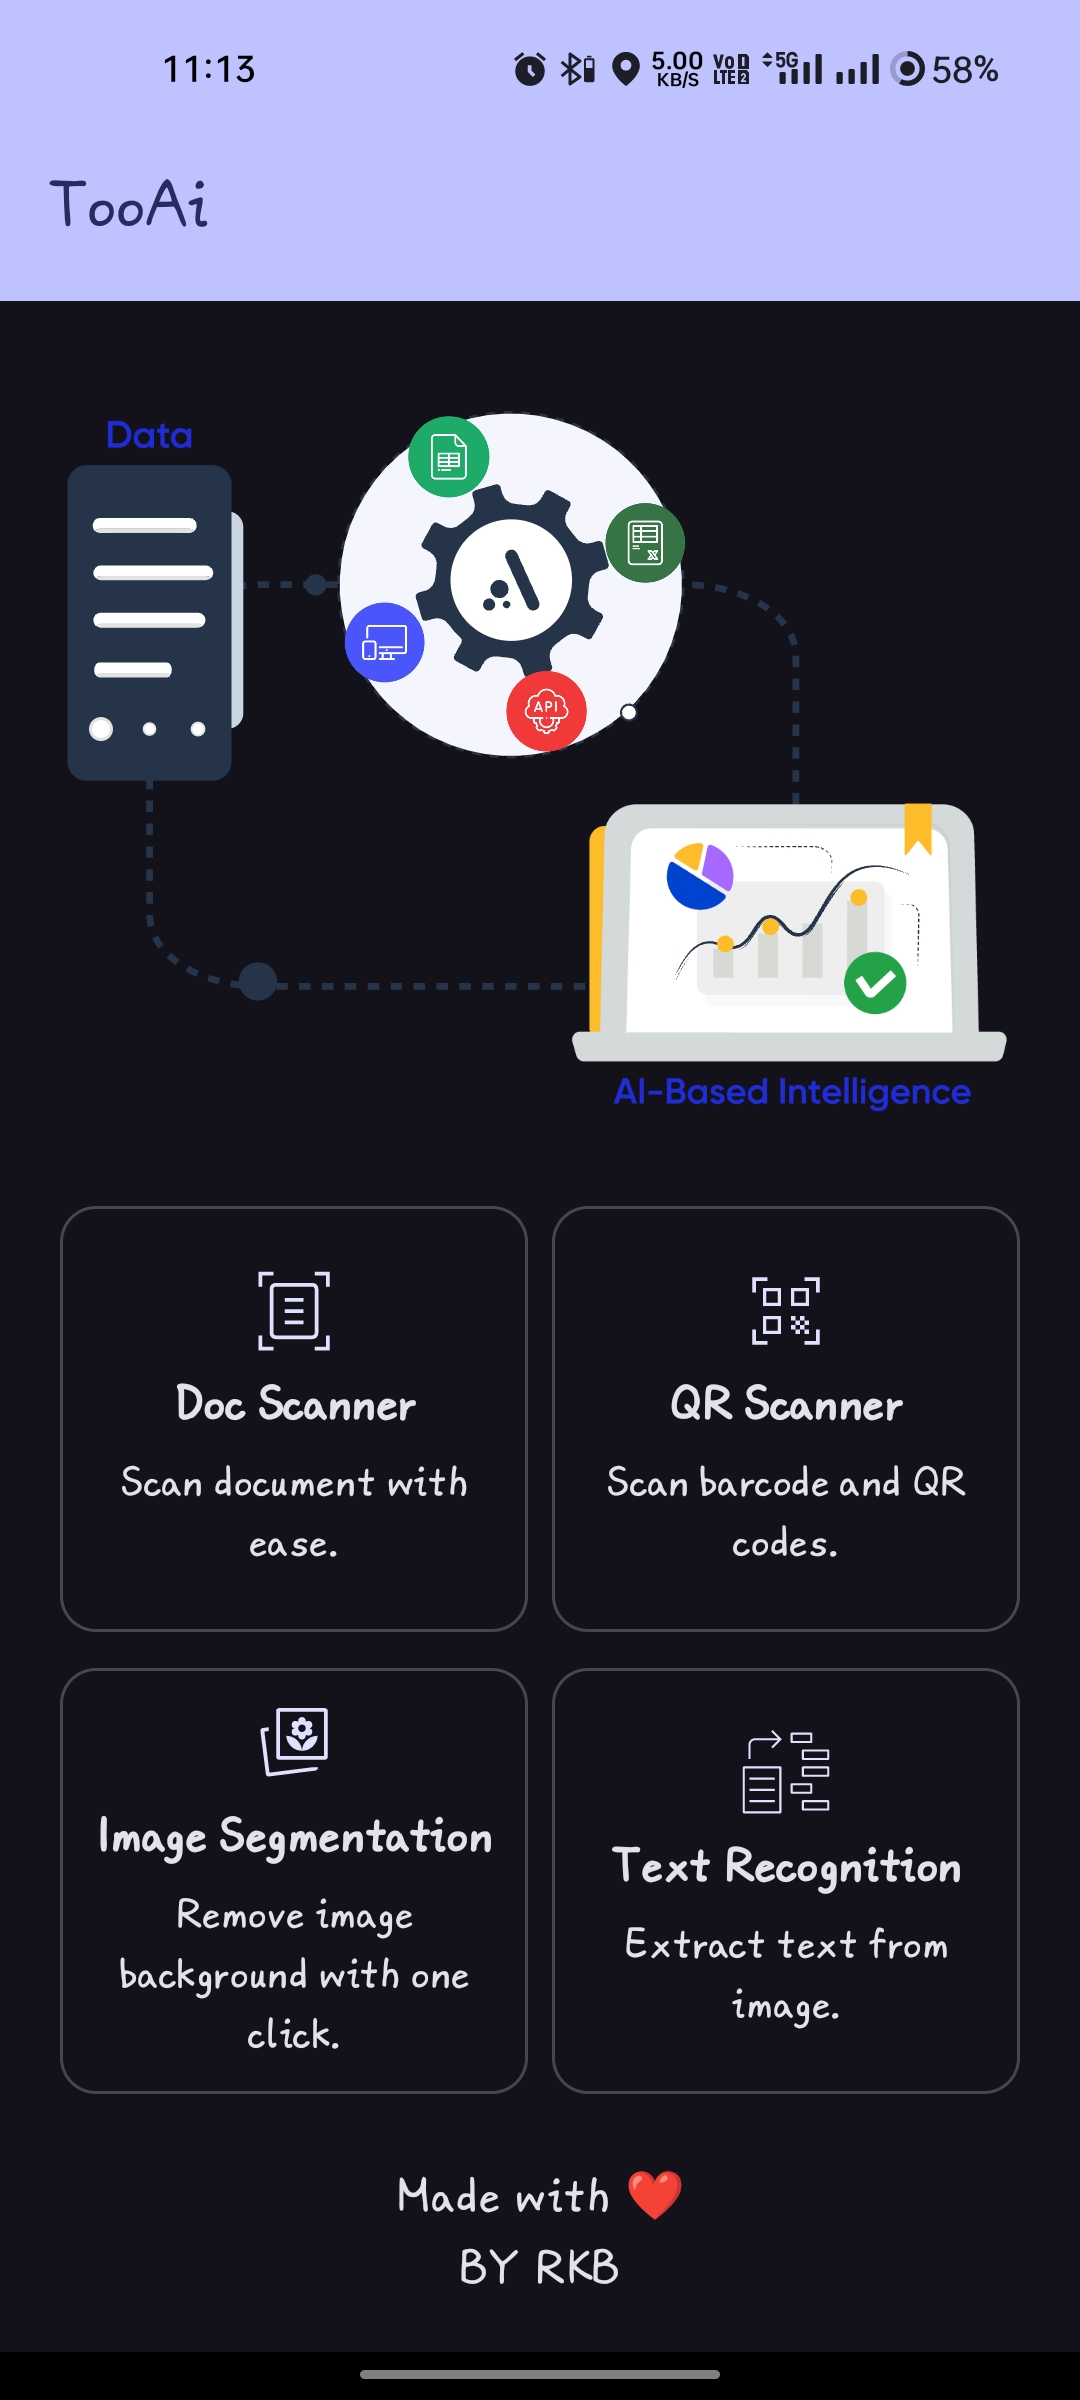 11:13
5.00 KB/S VoLTE2 5G 58%
TooAi
Data
API
AI-Based Intelligence
Doc Scanner
Scan document with
ease.
QR Scanner
Scan barcode and QR
codes.
Image Segmentation
Remove image
background with one
click.
Text Recognition
Extract text from
image.
Made with ❤️
BY RKB